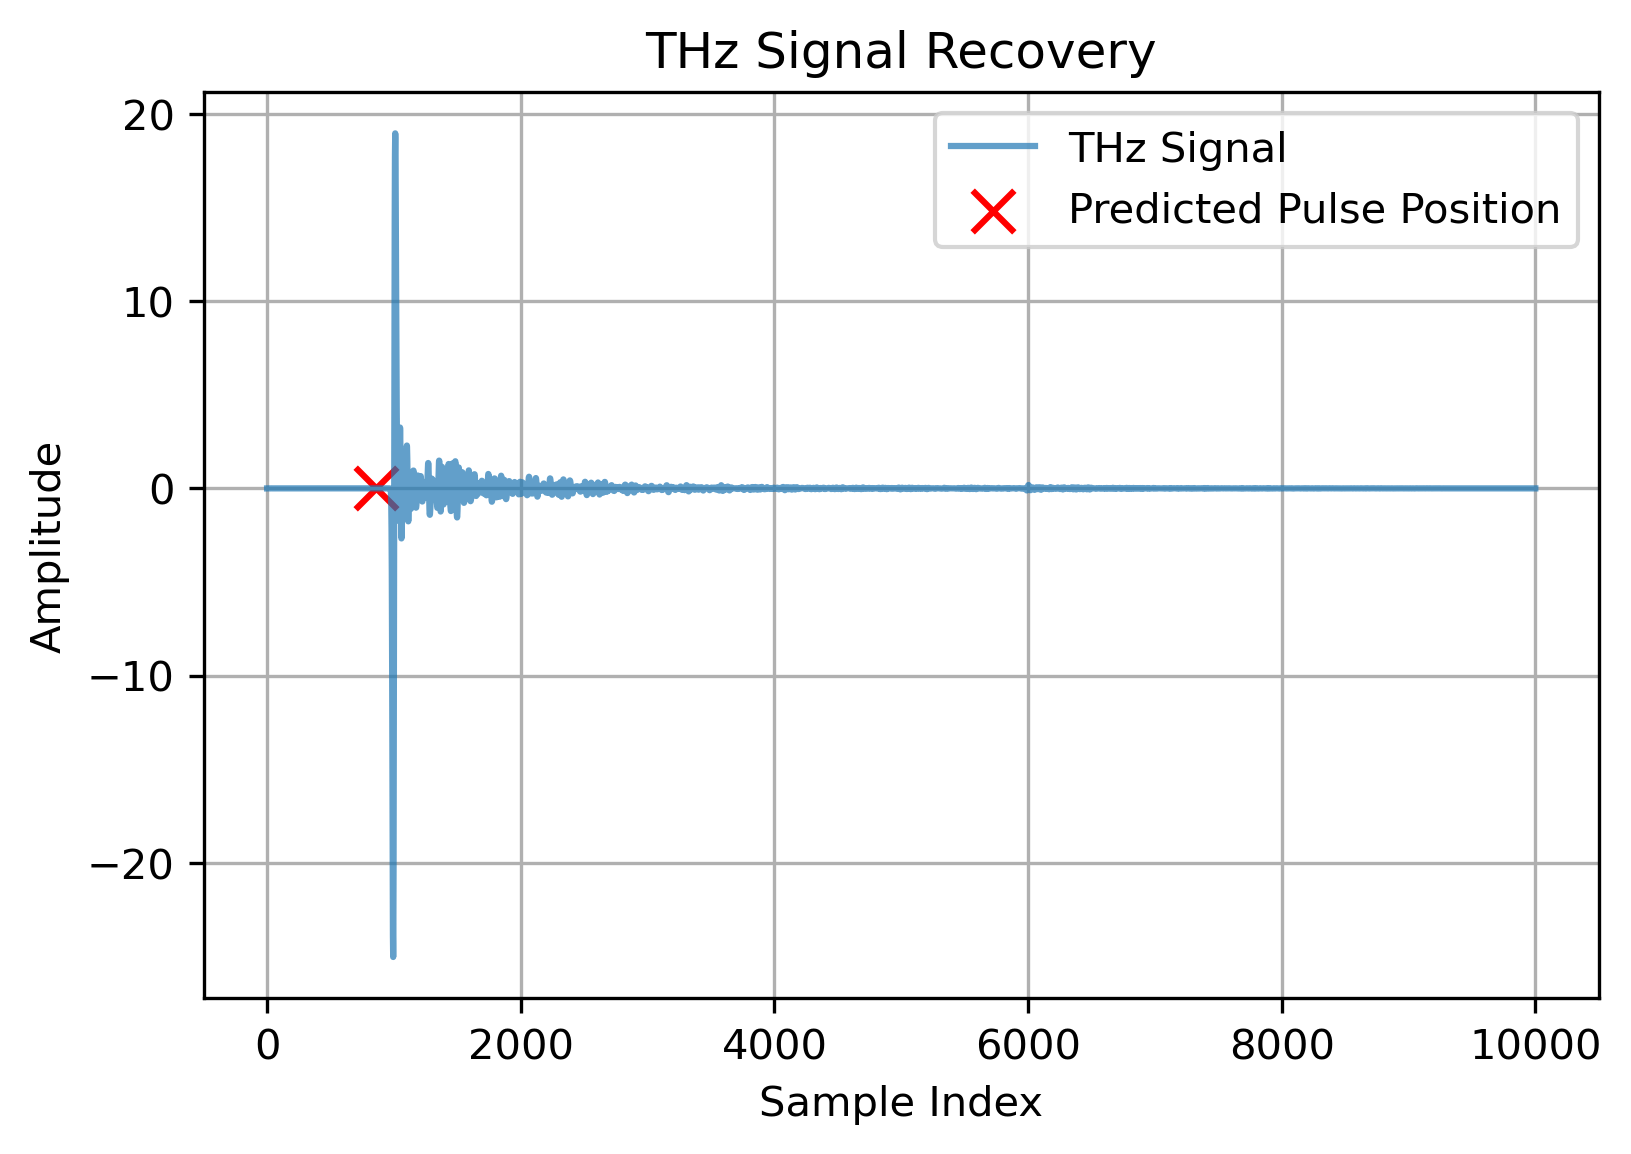 THz Signal Recovery
THz Signal
Predicted Pulse Position
20
10
0
−10
−20
Amplitude
0 2000 4000 6000 8000 10000
Sample Index